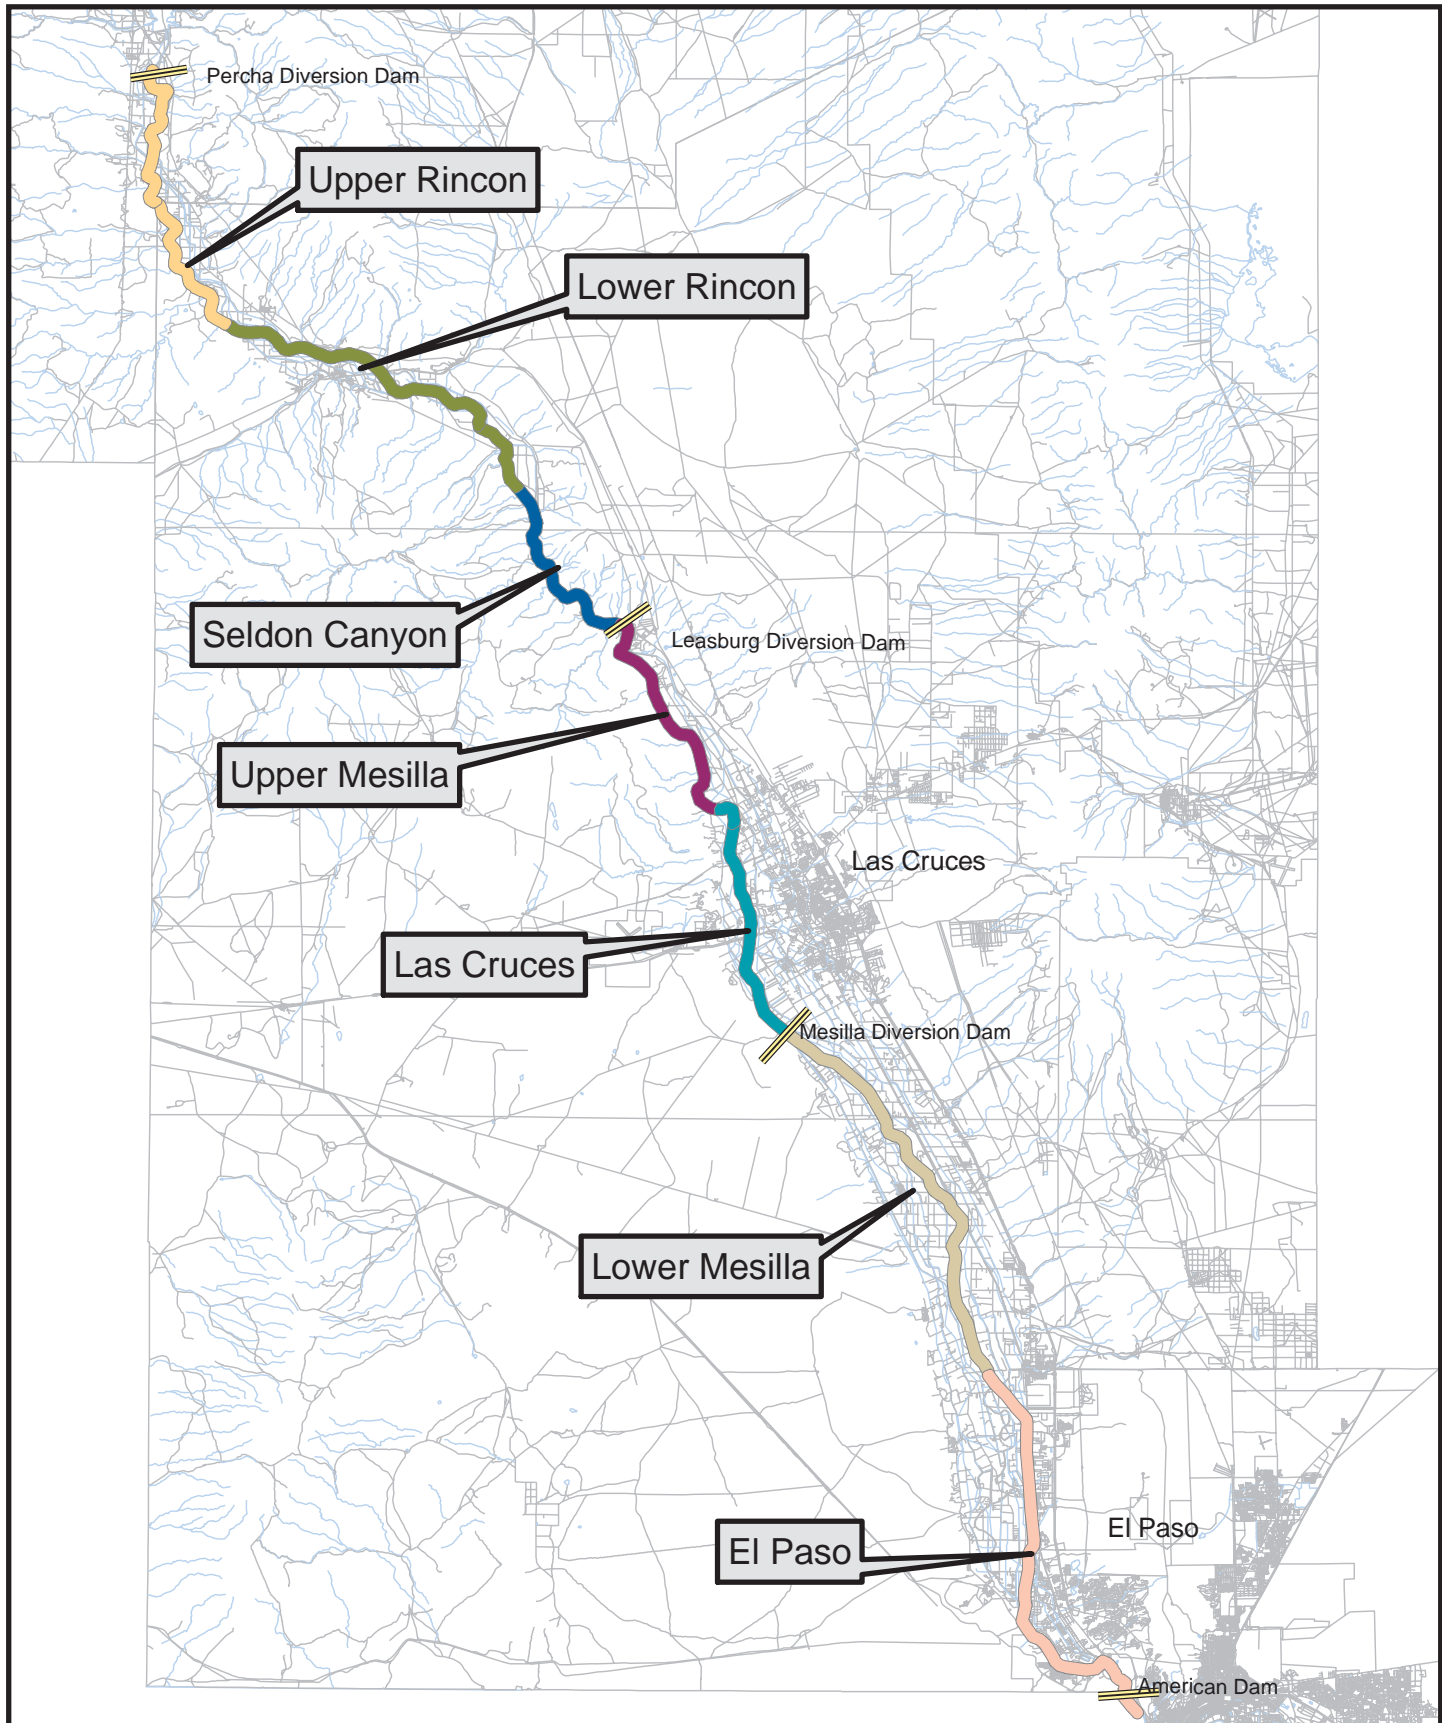 Percha Diversion Dam
Upper Rincon
Lower Rincon
Seldon Canyon
Leasburg Diversion Dam
Upper Mesilla
Las Cruces
Las Cruces
Mesilla Diversion Dam
Lower Mesilla
El Paso
El Paso
American Dam